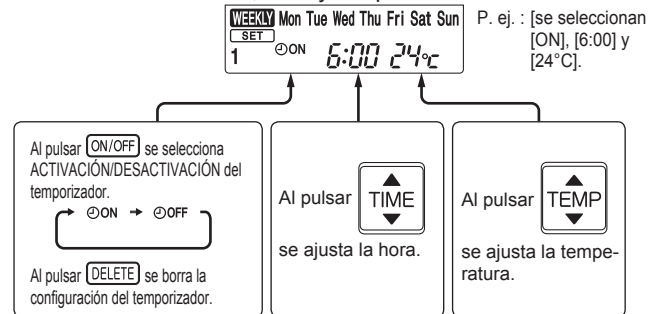 WEEKLY Mon Tue Wed Thu Fri Sat Sun
SET
1 ON 6:00 24°C
P. ej. : [se seleccionan
[ON], [6:00] y
[24°C].
Al pulsar ON/OFF se selecciona
ACTIVACIÓN/DESACTIVACIÓN del
temporizador.
ON → OFF
Al pulsar DELETE se borra la
configuración del temporizador.
Al pulsar TIME
se ajusta la hora.
Al pulsar TEMP
se ajusta la tempe-
ratura.